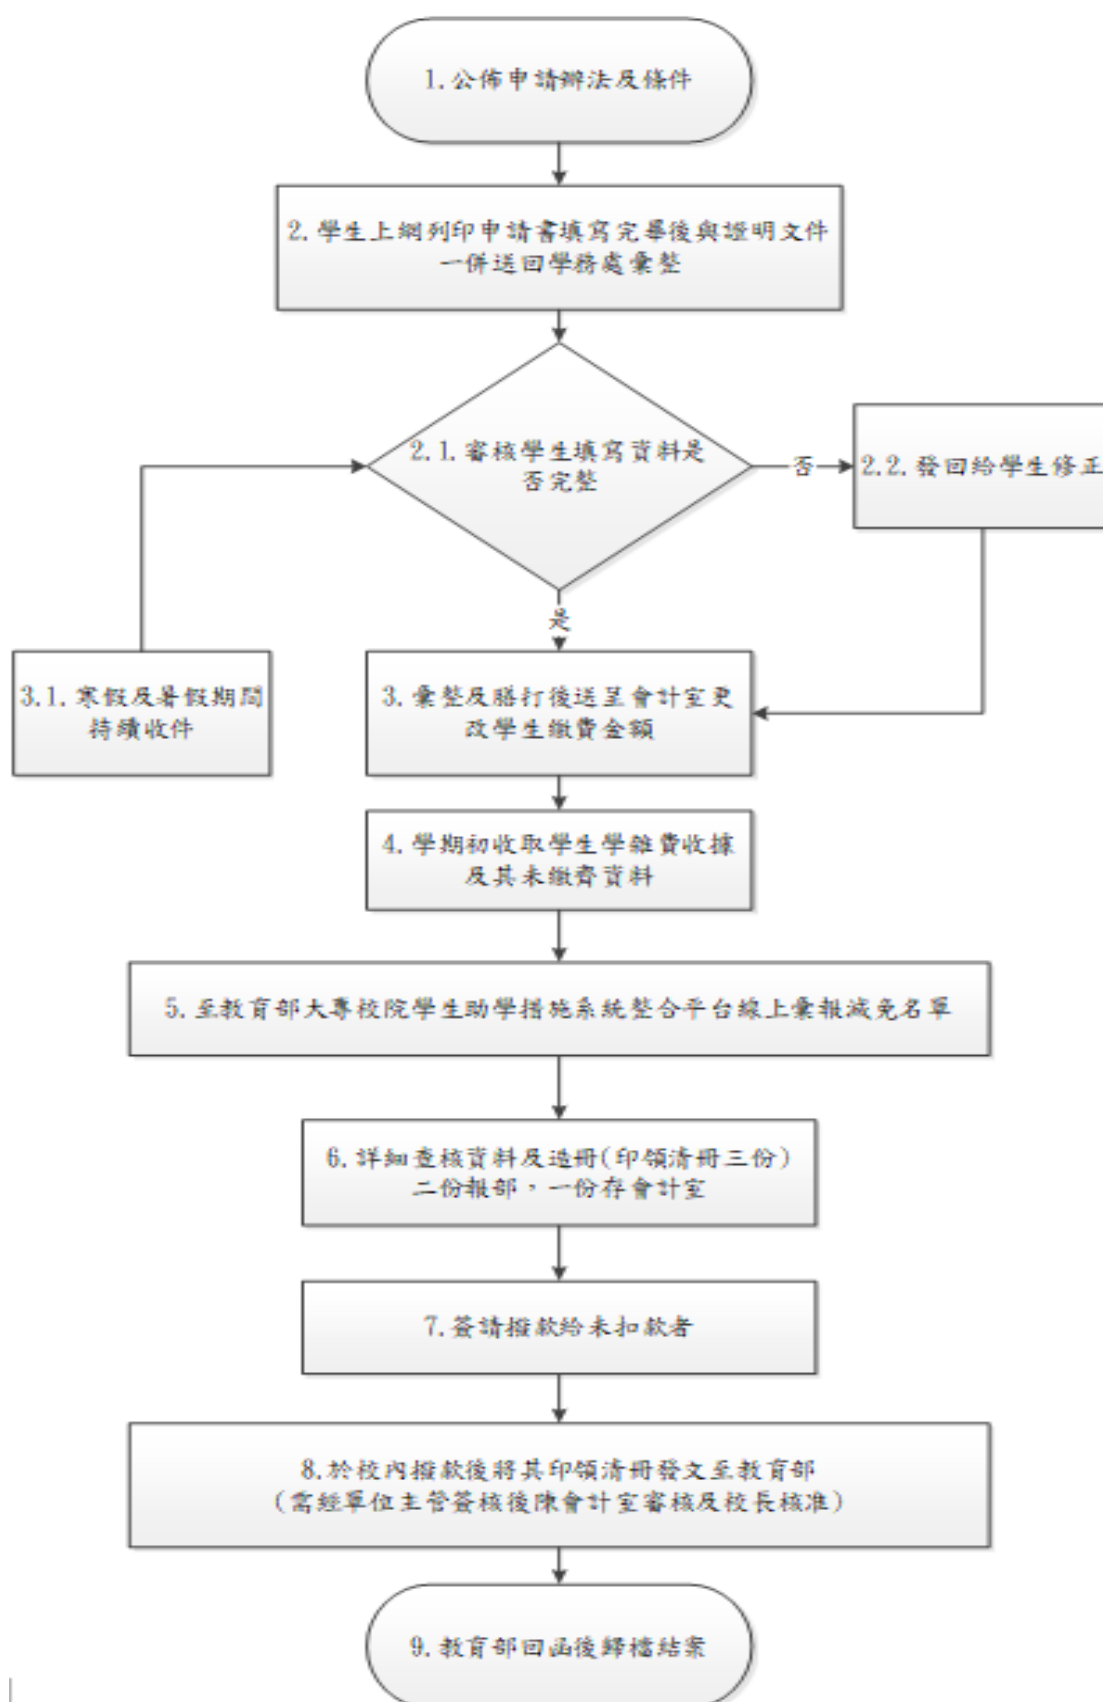 1.公佈申請辦法及條件
2.學生上網列印申請書填寫完畢後與證明文件
一併送回學務處彙整
2.1.審核學生填寫資料是
否完整
否
2.2.發回給學生修正
是
3.1.寒假及暑假期間
持續收件
3.彙整及膳打後送呈會計室更
改學生繳費金額
4.學期初收取學生學雜費收據
及其未繳齊資料
5.至教育部大專校院學生助學措施系統整合平台線上彙報減免名單
6.詳細查核資料及造冊(印領清冊三份)
二份報部，一份存會計室
7.簽請撥款給未扣款者
8.於校內撥款後將其印領清冊發文至教育部
(需經單位主管簽核後陳會計室審核及校長核准)
9.教育部回函後歸檔結案